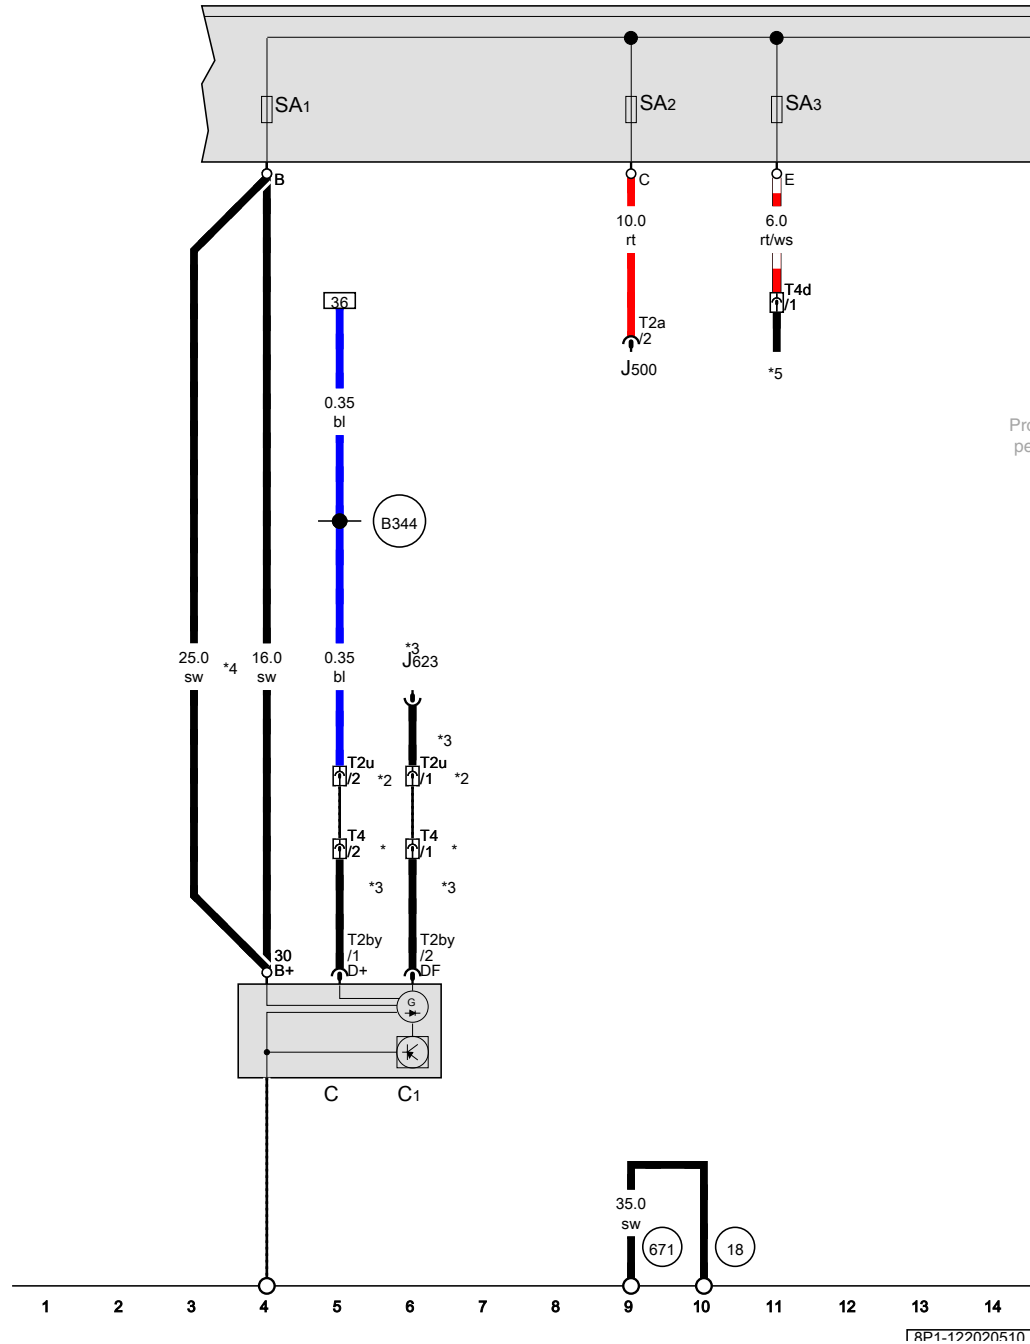 SA1
SA2
SA3
B
C
E
10.0
rt
6.0
rt/ws
T4d
/1
36
T2a
/2
J500
*5
0.35
bl
Pro
pe
B344
25.0
sw
*4
16.0
sw
0.35
bl
*3
J623
*3
T2u
/2
*2
T2u
/1
*2
T4
/2
*
T4
/1
*
*3
*3
T2by
/1
D+
T2by
/2
DF
30
B+
G
C
C1
35.0
sw
671
18
1 2 3 4 5 6 7 8 9 10 11 12 13 14
8P1-122020510